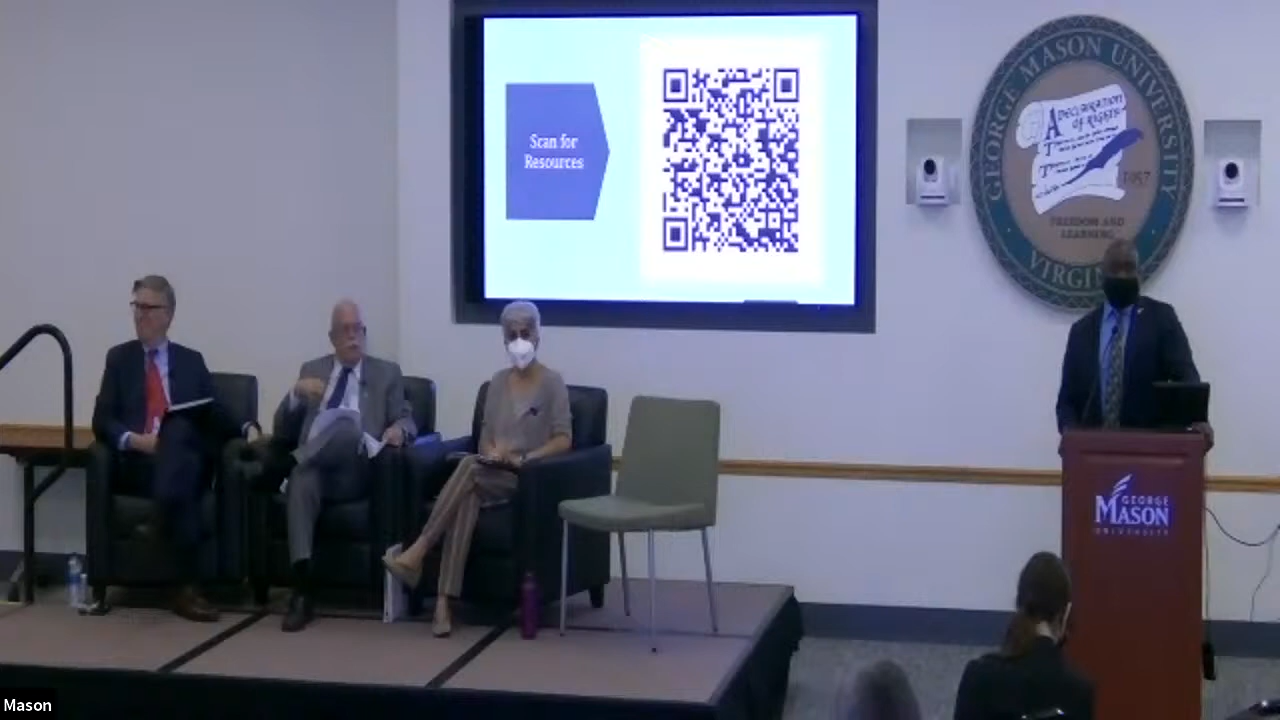 Scan for
Resources
GEORGE MASON UNIVERSITY
A DECLARATION
OF RIGHTS
1957
FREEDOM AND
LEARNING
VIRGINIA
GEORGE
MASON
UNIVERSITY
Mason